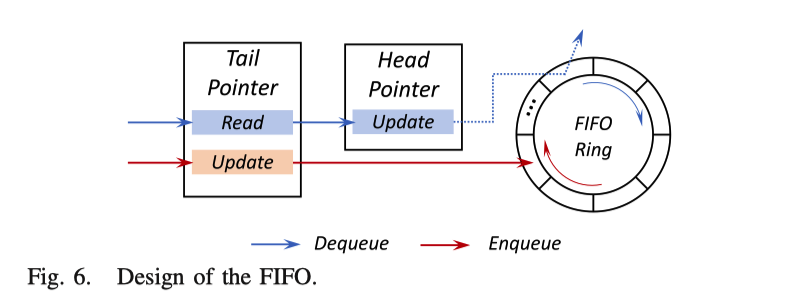 Tail
Pointer
Read
Update
Head
Pointer
Update
FIFO
Ring
Dequeue
Enqueue
Fig. 6. Design of the FIFO.